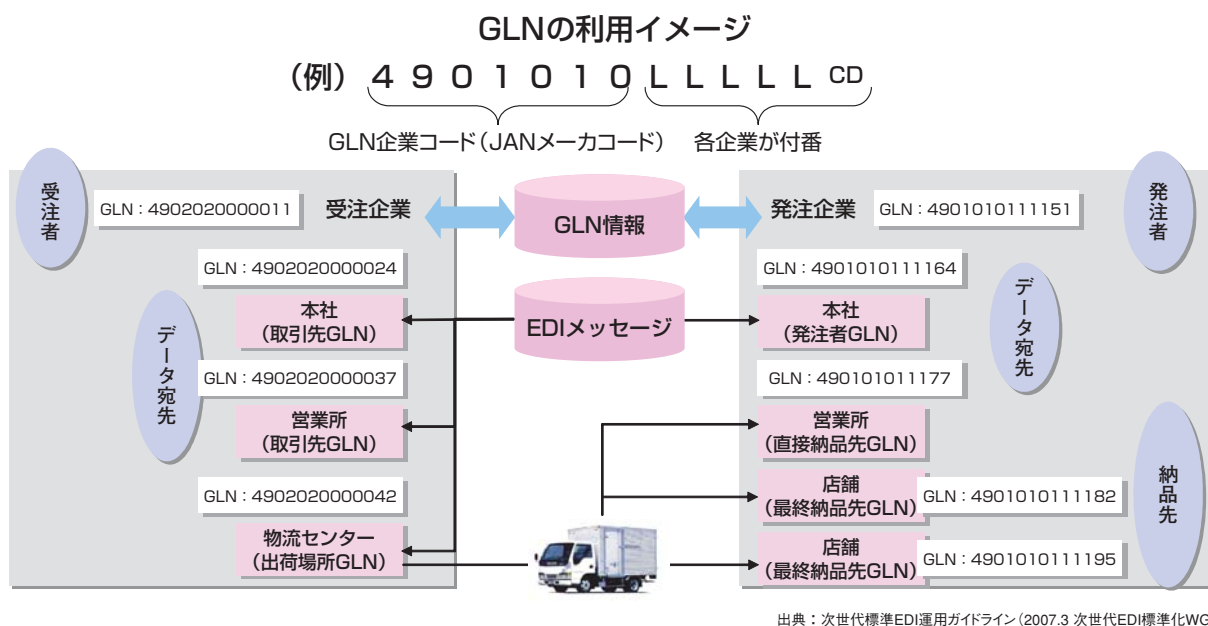 GLNの利用イメージ
(例) 4 9 0 1 0 1 0 L L L L L CD
GLN企業コード(JANメーカコード) 各企業が付番
受注者
GLN:4902020000011
受注企業
GLN情報
発注企業
GLN:4901010111151
発注者
GLN:4902020000024
本社
(取引先GLN)
データ宛先
GLN:4902020000037
営業所
(取引先GLN)
GLN:4902020000042
物流センター
(出荷場所GLN)
EDIメッセージ
GLN:4901010111164
本社
(発注者GLN)
データ宛先
GLN:490101011177
営業所
(直接納品先GLN)
店舗
(最終納品先GLN)
GLN:4901010111182
店舗
(最終納品先GLN)
GLN:4901010111195
納品先
出典:次世代標準EDI運用ガイドライン(2007.3 次世代EDI標準化WG